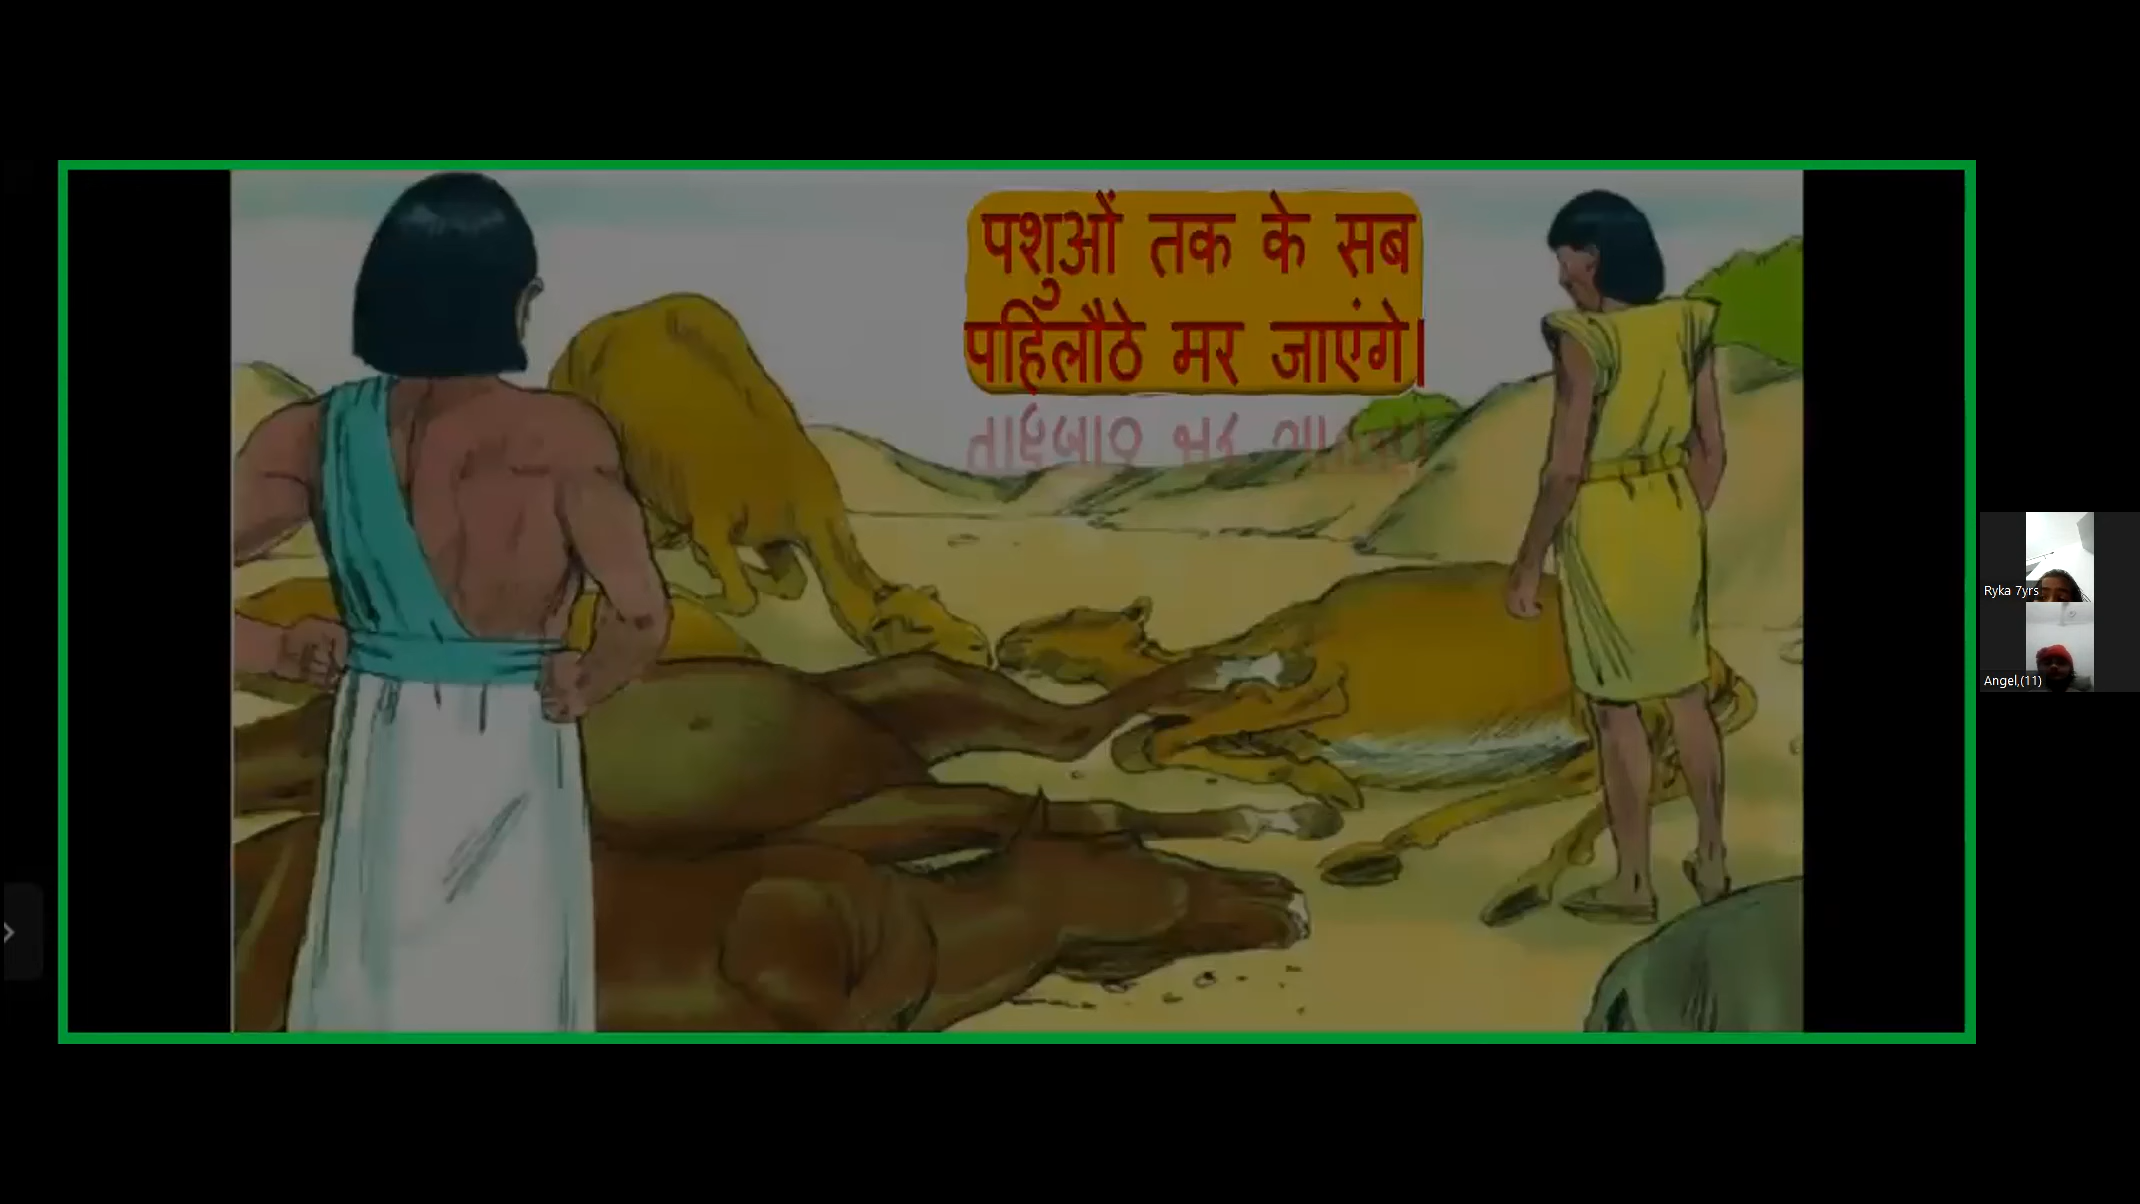 पशुओं तक के सब
पहिलौठे मर जाएंगे।
Ryka 7yrs
Angel,(11)